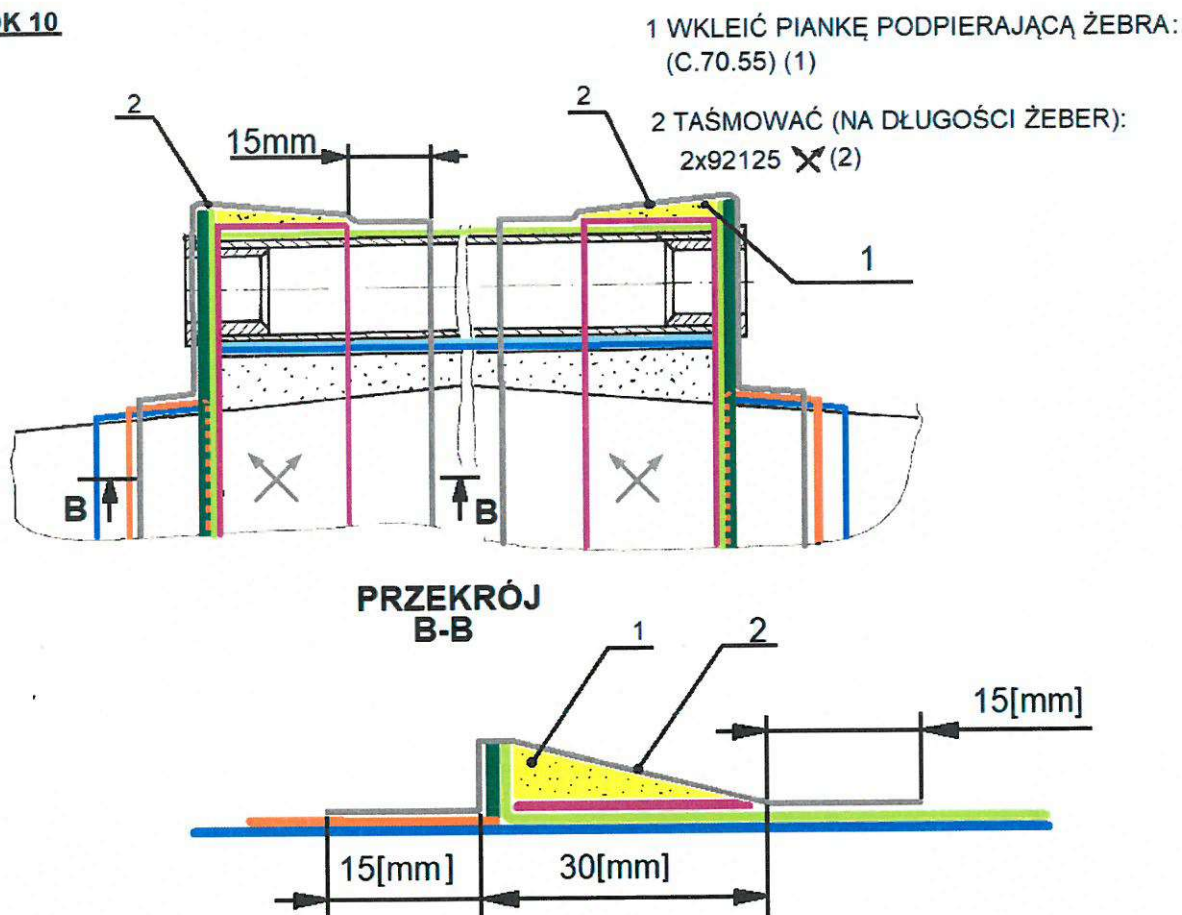 OK 10
1 WKLEIĆ PIANKĘ PODPIERAJĄCĄ ŻEBRA:
(C.70.55) (1)
2 TAŚMOWAĆ (NA DŁUGOŚCI ŻEBER):
2x92125 (2)
2
2
15mm
1
B
B
PRZEKRÓJ
B-B
1
2
15[mm]
15[mm]
30[mm]